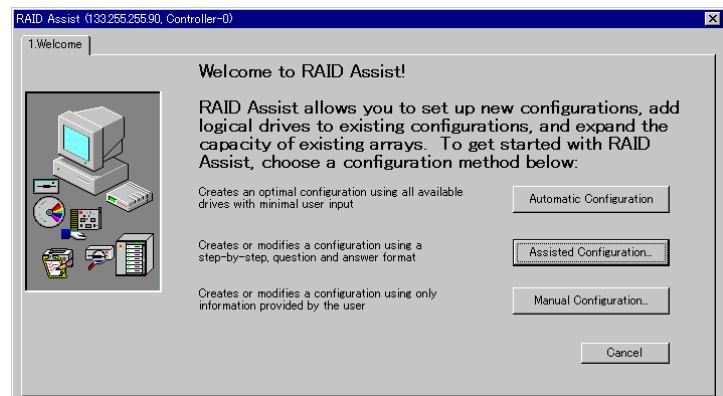 RAID Assist (133.255.255.90, Controller-0)
1.Welcome
Welcome to RAID Assist!
RAID Assist allows you to set up new configurations, add
logical drives to existing configurations, and expand the
capacity of existing arrays. To get started with RAID
Assist, choose a configuration method below:
Creates an optimal configuration using all available
drives with minimal user input
Automatic Configuration
Creates or modifies a configuration using a
step-by-step, question and answer format
Assisted Configuration...
Creates or modifies a configuration using only
information provided by the user
Manual Configuration...
Cancel